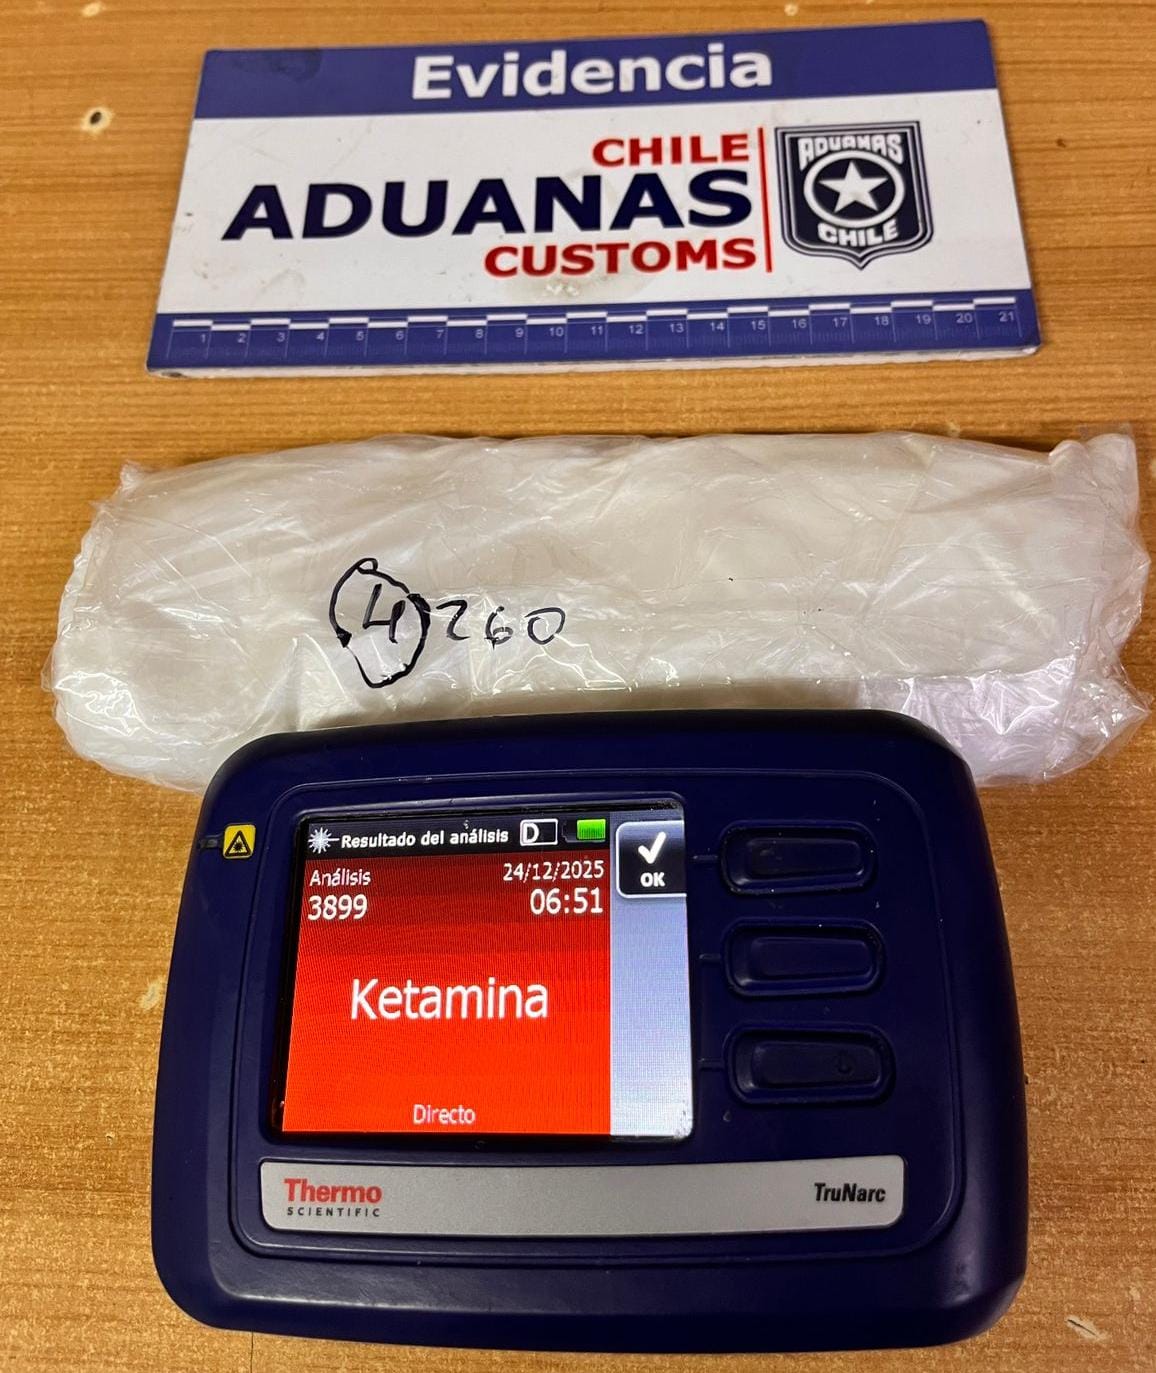 Evidencia
CHILE
ADUANAS
CUSTOMS
ADUANAS
CHILE
1 2 3 4 5 6 7 8 9 10 11 12 13 14 15 16 17 18 19 20 21
4 260
Resultado del análisis D
OK
Análisis 24/12/2025
3899 06:51
Ketamina
Directo
Thermo
SCIENTIFIC
TruNarc